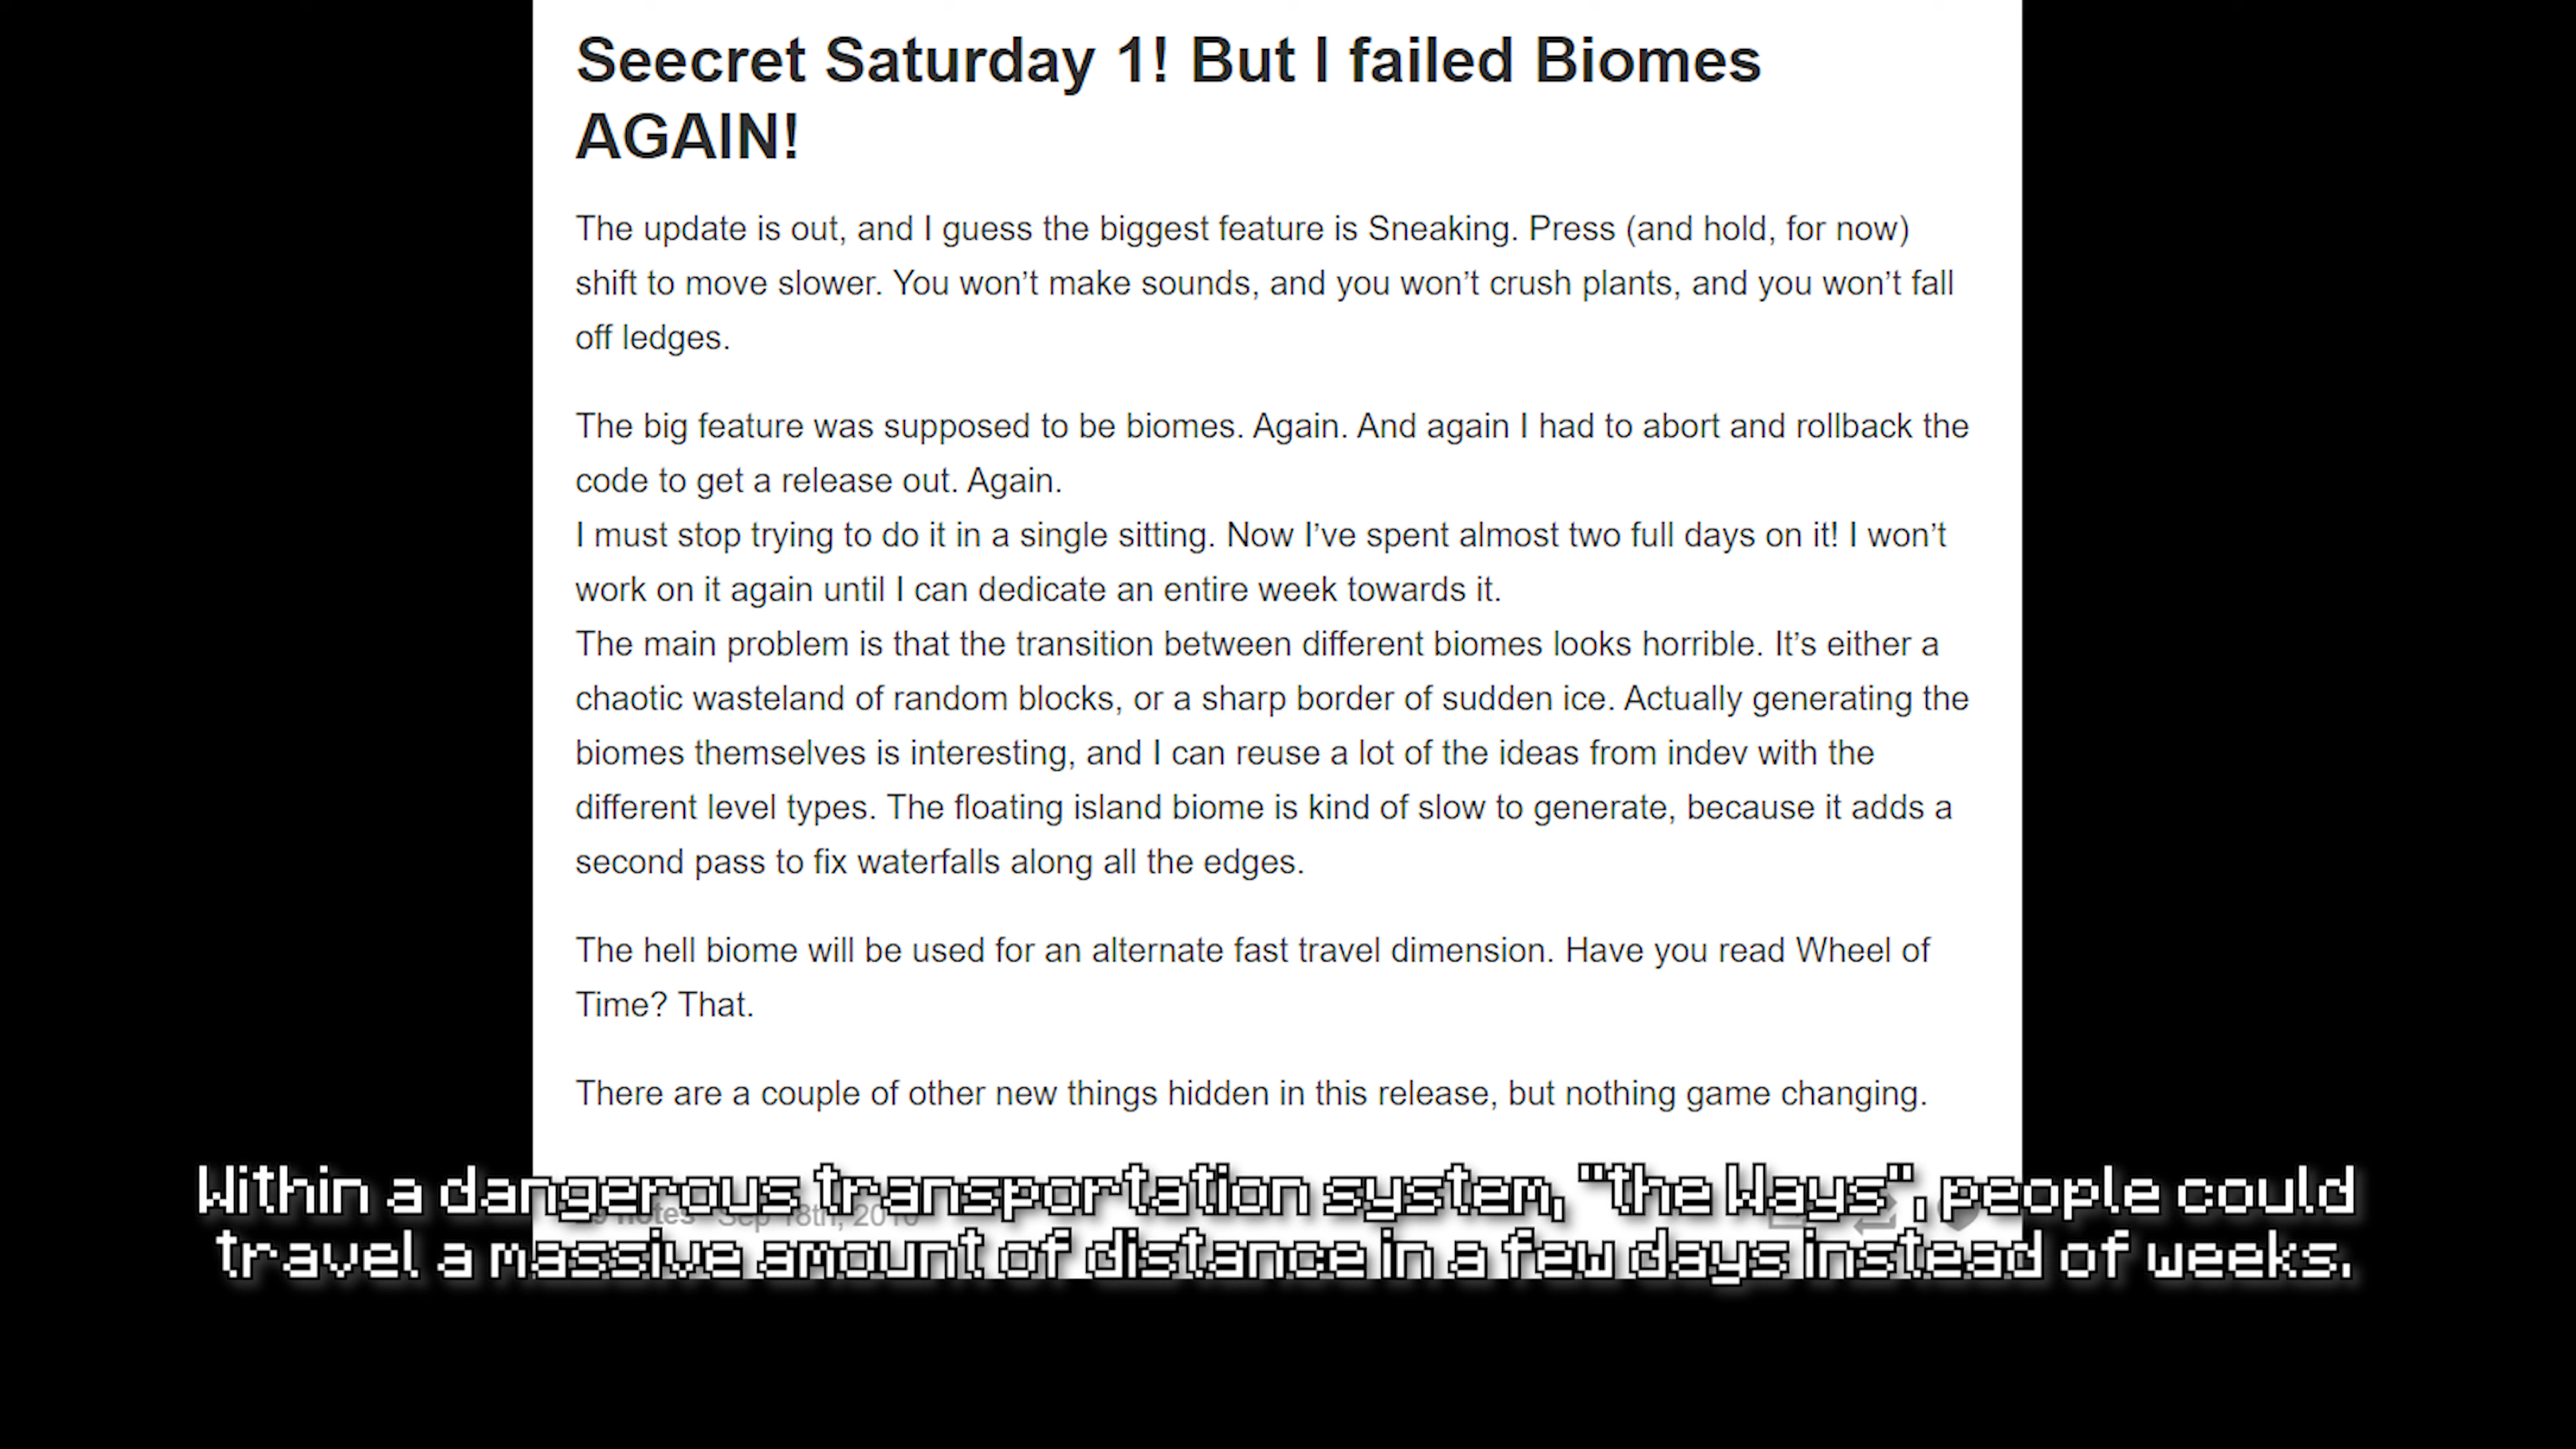 Seecret Saturday 1! But I failed Biomes
AGAIN!
The update is out, and I guess the biggest feature is Sneaking. Press (and hold, for now)
shift to move slower. You won’t make sounds, and you won’t crush plants, and you won’t fall
off ledges.
The big feature was supposed to be biomes. Again. And again I had to abort and rollback the
code to get a release out. Again.
I must stop trying to do it in a single sitting. Now I’ve spent almost two full days on it! I won’t
work on it again until I can dedicate an entire week towards it.
The main problem is that the transition between different biomes looks horrible. It’s either a
chaotic wasteland of random blocks, or a sharp border of sudden ice. Actually generating the
biomes themselves is interesting, and I can reuse a lot of the ideas from indev with the
different level types. The floating island biome is kind of slow to generate, because it adds a
second pass to fix waterfalls along all the edges.
The hell biome will be used for an alternate fast travel dimension. Have you read Wheel of
Time? That.
There are a couple of other new things hidden in this release, but nothing game changing.
Within a dangerous transportation system, "the Ways", people could
notes Sep 18th, 2010
travel a massive amount of distance in a few days instead of weeks.